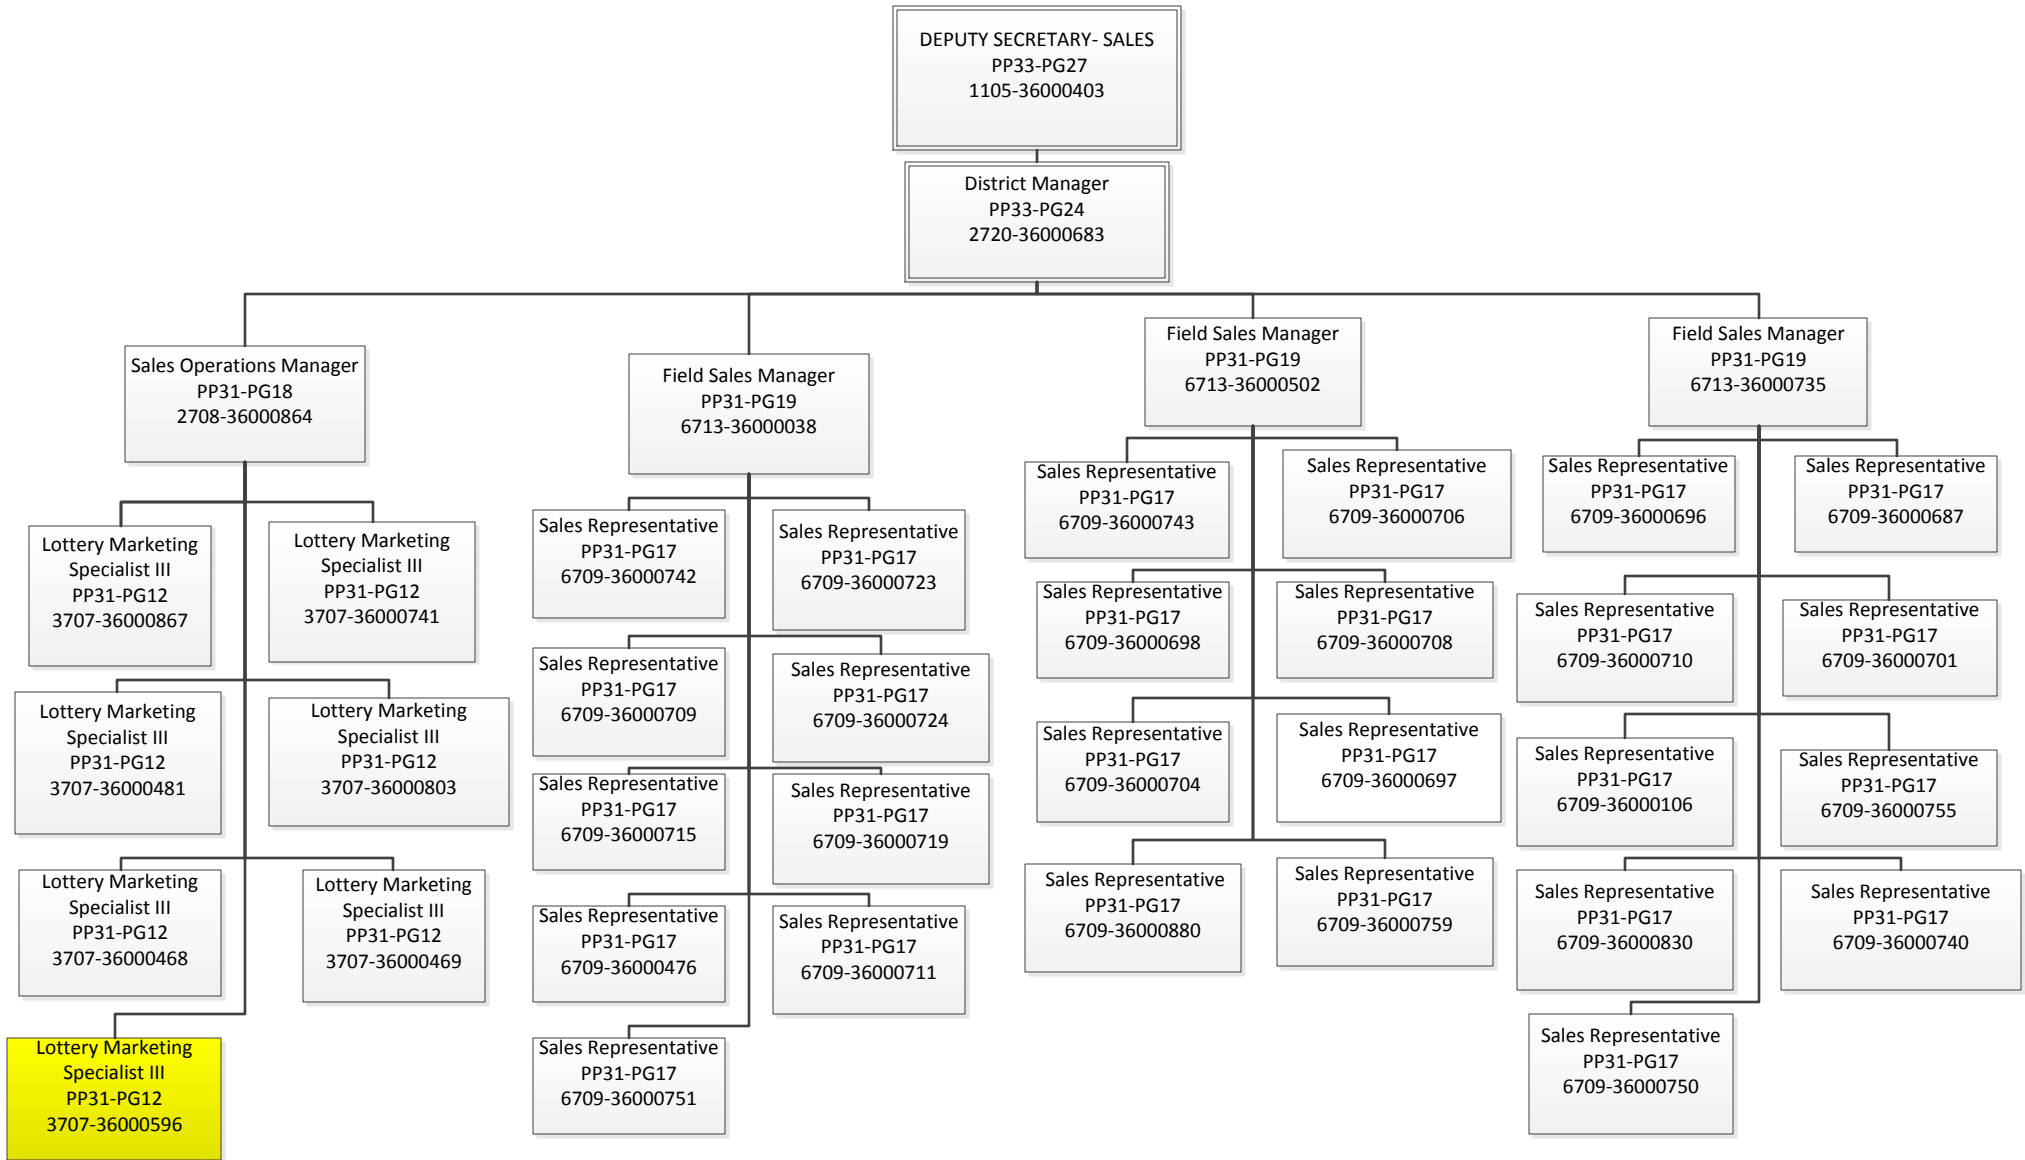 DEPUTY SECRETARY- SALES
PP33-PG27
1105-36000403
District Manager
PP33-PG24
2720-36000683
Sales Operations Manager
PP31-PG18
2708-36000864
Lottery Marketing
Specialist III
PP31-PG12
3707-36000867
Lottery Marketing
Specialist III
PP31-PG12
3707-36000741
Lottery Marketing
Specialist III
PP31-PG12
3707-36000481
Lottery Marketing
Specialist III
PP31-PG12
3707-36000803
Lottery Marketing
Specialist III
PP31-PG12
3707-36000468
Lottery Marketing
Specialist III
PP31-PG12
3707-36000469
Lottery Marketing
Specialist III
PP31-PG12
3707-36000596
Field Sales Manager
PP31-PG19
6713-36000038
Sales Representative
PP31-PG17
6709-36000742
Sales Representative
PP31-PG17
6709-36000723
Sales Representative
PP31-PG17
6709-36000709
Sales Representative
PP31-PG17
6709-36000724
Sales Representative
PP31-PG17
6709-36000715
Sales Representative
PP31-PG17
6709-36000719
Sales Representative
PP31-PG17
6709-36000476
Sales Representative
PP31-PG17
6709-36000711
Sales Representative
PP31-PG17
6709-36000751
Field Sales Manager
PP31-PG19
6713-36000502
Sales Representative
PP31-PG17
6709-36000743
Sales Representative
PP31-PG17
6709-36000706
Sales Representative
PP31-PG17
6709-36000698
Sales Representative
PP31-PG17
6709-36000708
Sales Representative
PP31-PG17
6709-36000704
Sales Representative
PP31-PG17
6709-36000697
Sales Representative
PP31-PG17
6709-36000880
Sales Representative
PP31-PG17
6709-36000759
Field Sales Manager
PP31-PG19
6713-36000735
Sales Representative
PP31-PG17
6709-36000696
Sales Representative
PP31-PG17
6709-36000687
Sales Representative
PP31-PG17
6709-36000710
Sales Representative
PP31-PG17
6709-36000701
Sales Representative
PP31-PG17
6709-36000106
Sales Representative
PP31-PG17
6709-36000755
Sales Representative
PP31-PG17
6709-36000830
Sales Representative
PP31-PG17
6709-36000740
Sales Representative
PP31-PG17
6709-36000750